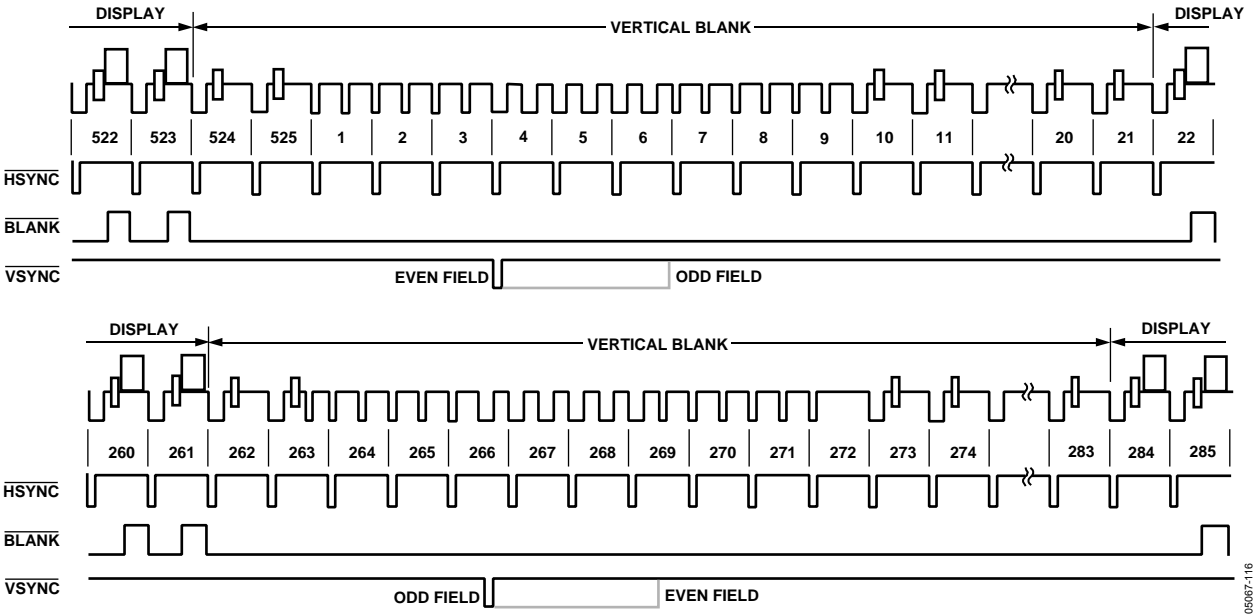 DISPLAY VERTICAL BLANK DISPLAY
522 523 524 525 1 2 3 4 5 6 7 8 9 10 11 20 21 22
HSYNC
BLANK
VSYNC
EVEN FIELD ODD FIELD
DISPLAY VERTICAL BLANK DISPLAY
260 261 262 263 264 265 266 267 268 269 270 271 272 273 274 283 284 285
HSYNC
BLANK
VSYNC
ODD FIELD EVEN FIELD
05067-116